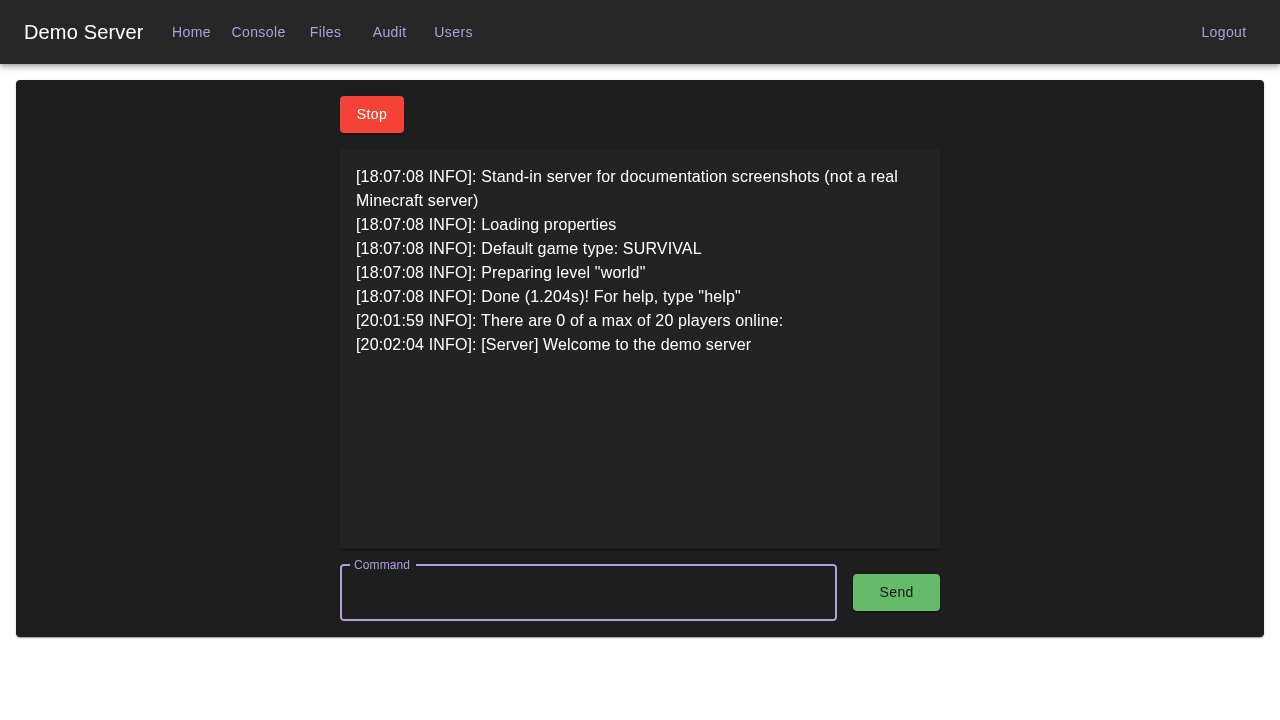 Demo Server Home Console Files Audit Users Logout
Stop
[18:07:08 INFO]: Stand-in server for documentation screenshots (not a real
Minecraft server)
[18:07:08 INFO]: Loading properties
[18:07:08 INFO]: Default game type: SURVIVAL
[18:07:08 INFO]: Preparing level "world"
[18:07:08 INFO]: Done (1.204s)! For help, type "help"
[20:01:59 INFO]: There are 0 of a max of 20 players online:
[20:02:04 INFO]: [Server] Welcome to the demo server
Command
Send